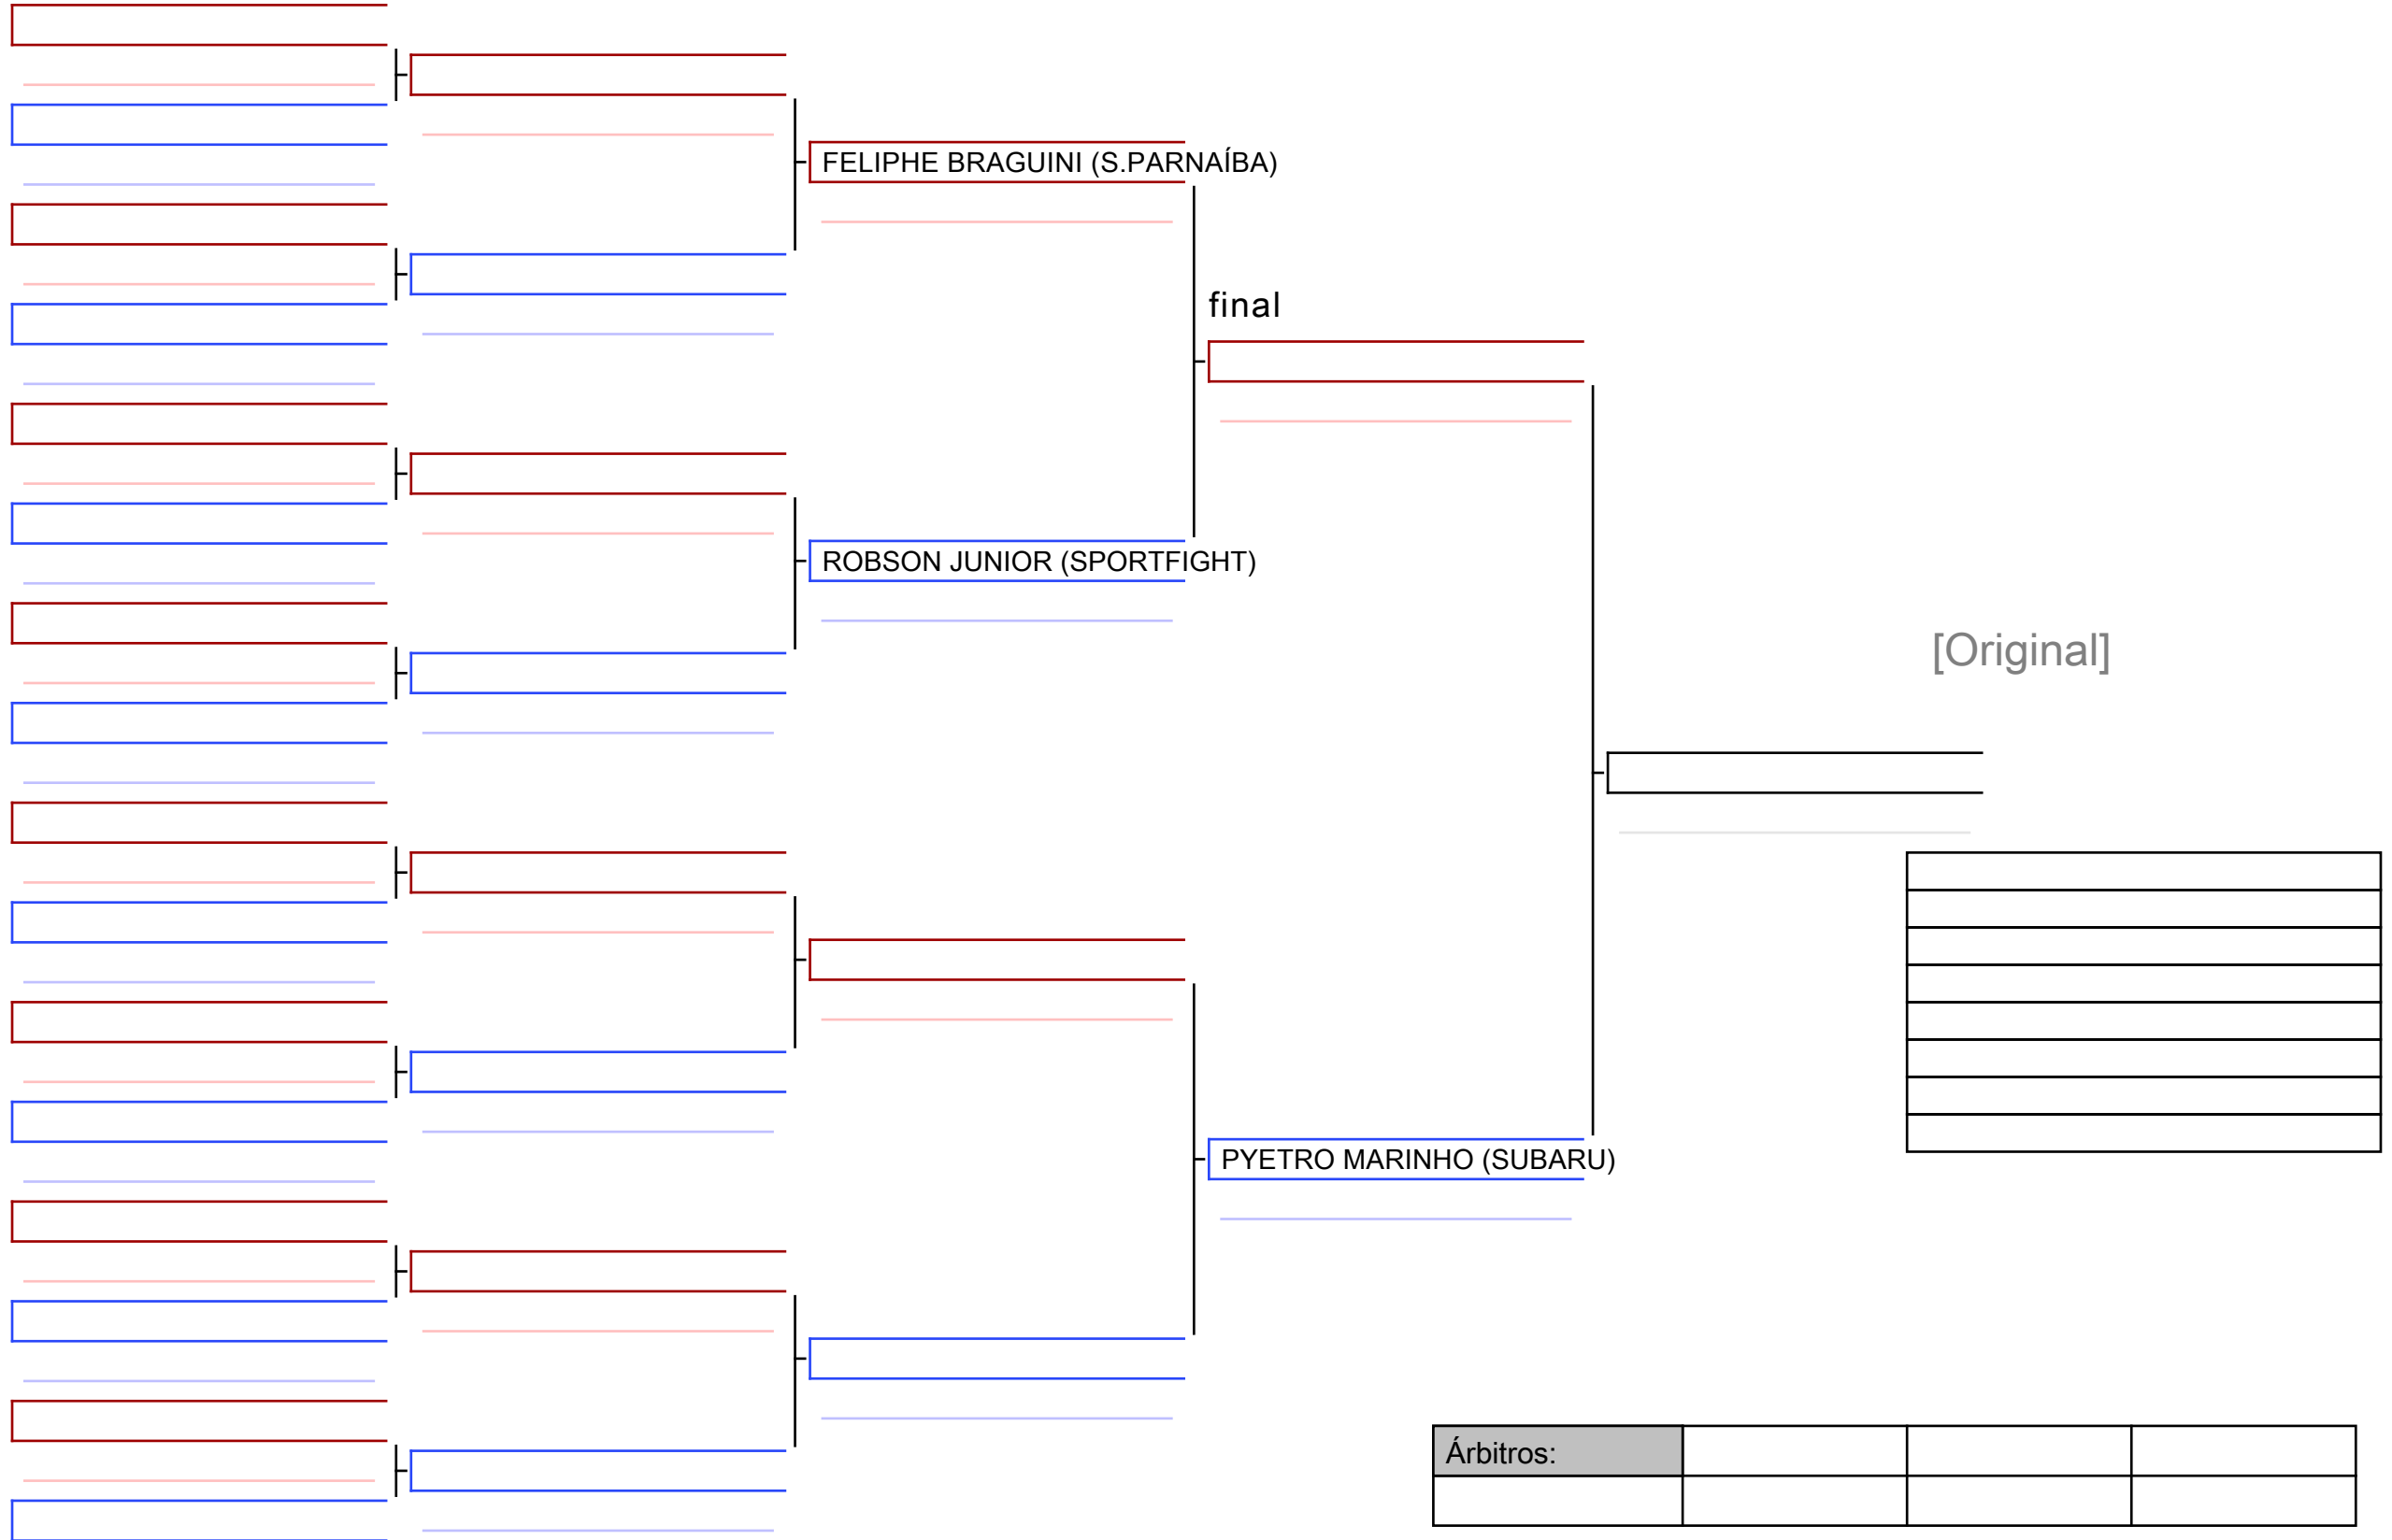 FELIPHE BRAGUINI (S.PARNAÍBA)
final
ROBSON JUNIOR (SPORTFIGHT)
[Original]
PYETRO MARINHO (SUBARU)
Árbitros: